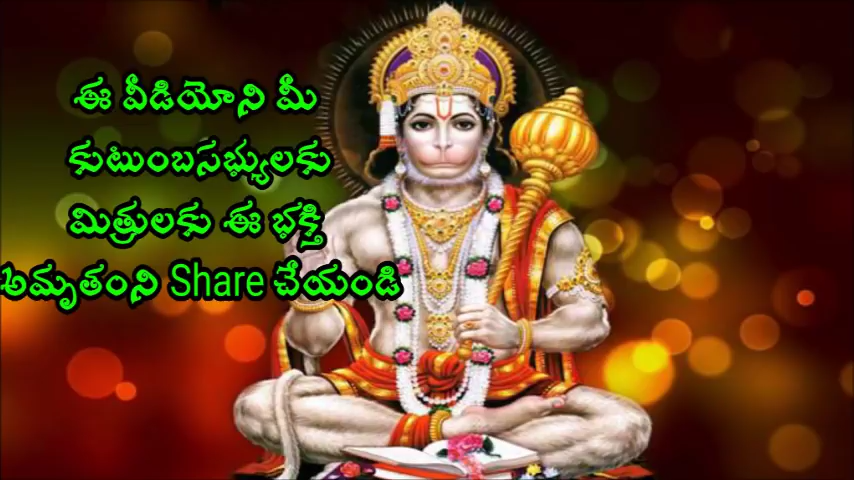 ఈ వీడియోని మీ
కుటుంబసభ్యులకు
మిత్రులకు ఈ భక్తి
అమృతంని Share చేయండి